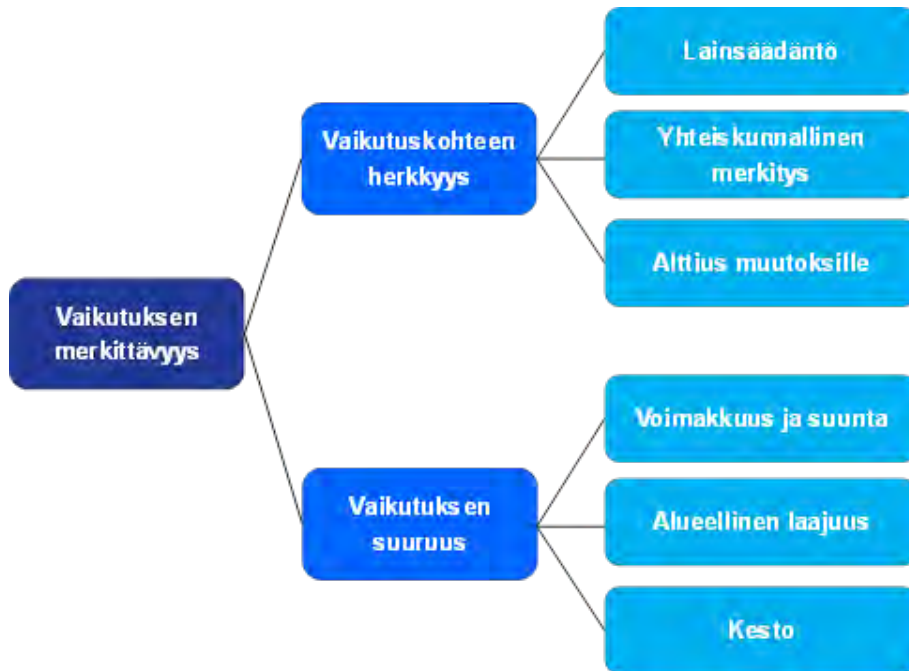 Lainsäädäntö
Vaikutuskohteen
herkkyys
Yhteiskunnallinen
merkitys
Alttius muutoksille
Vaikutuksen
merkittävyys
Voimakkuus ja suunta
Vaikutuksen
suuruus
Alueellinen laajuus
Kesto